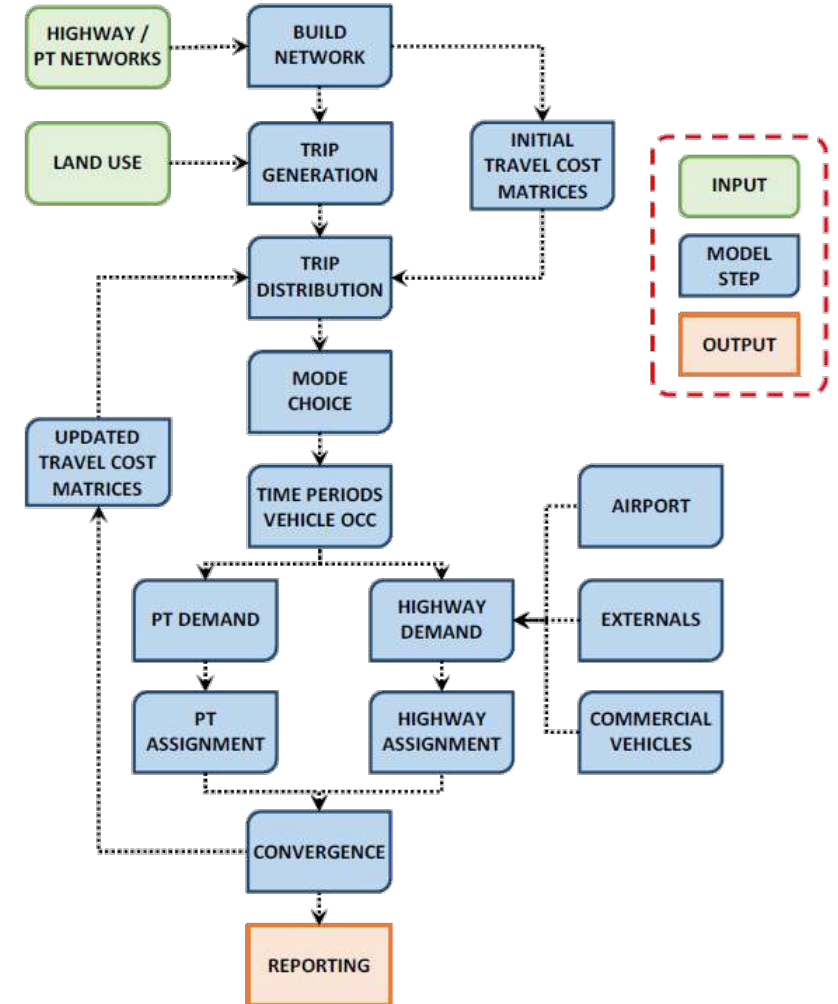 HIGHWAY /
PT NETWORKS
BUILD
NETWORK
LAND USE
TRIP
GENERATION
INITIAL
TRAVEL COST
MATRICES
INPUT
MODEL
STEP
OUTPUT
TRIP
DISTRIBUTION
MODE
CHOICE
UPDATED
TRAVEL COST
MATRICES
TIME PERIODS
VEHICLE OCC
AIRPORT
PT DEMAND
HIGHWAY
DEMAND
EXTERNALS
PT
ASSIGNMENT
HIGHWAY
ASSIGNMENT
COMMERCIAL
VEHICLES
CONVERGENCE
REPORTING